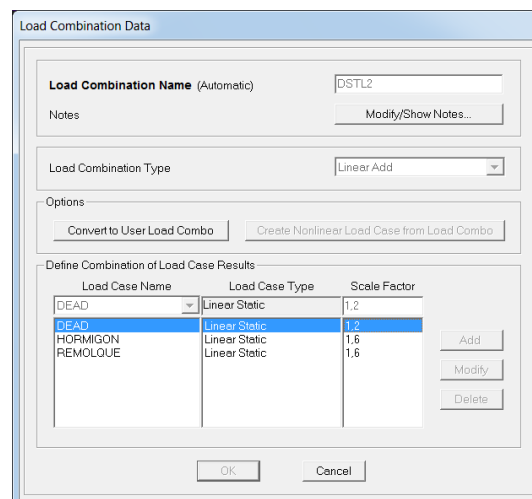 Load Combination Data
Load Combination Name (Automatic) DSTL2
Notes Modify/Show Notes...
Load Combination Type Linear Add
Options
Convert to User Load Combo Create Nonlinear Load Case from Load Combo
Define Combination of Load Case Results
Load Case Name Load Case Type Scale Factor
DEAD Linear Static 1,2
DEAD Linear Static 1,2
HORMIGON Linear Static 1,6
REMOLQUE Linear Static 1,6
Add
Modify
Delete
OK Cancel